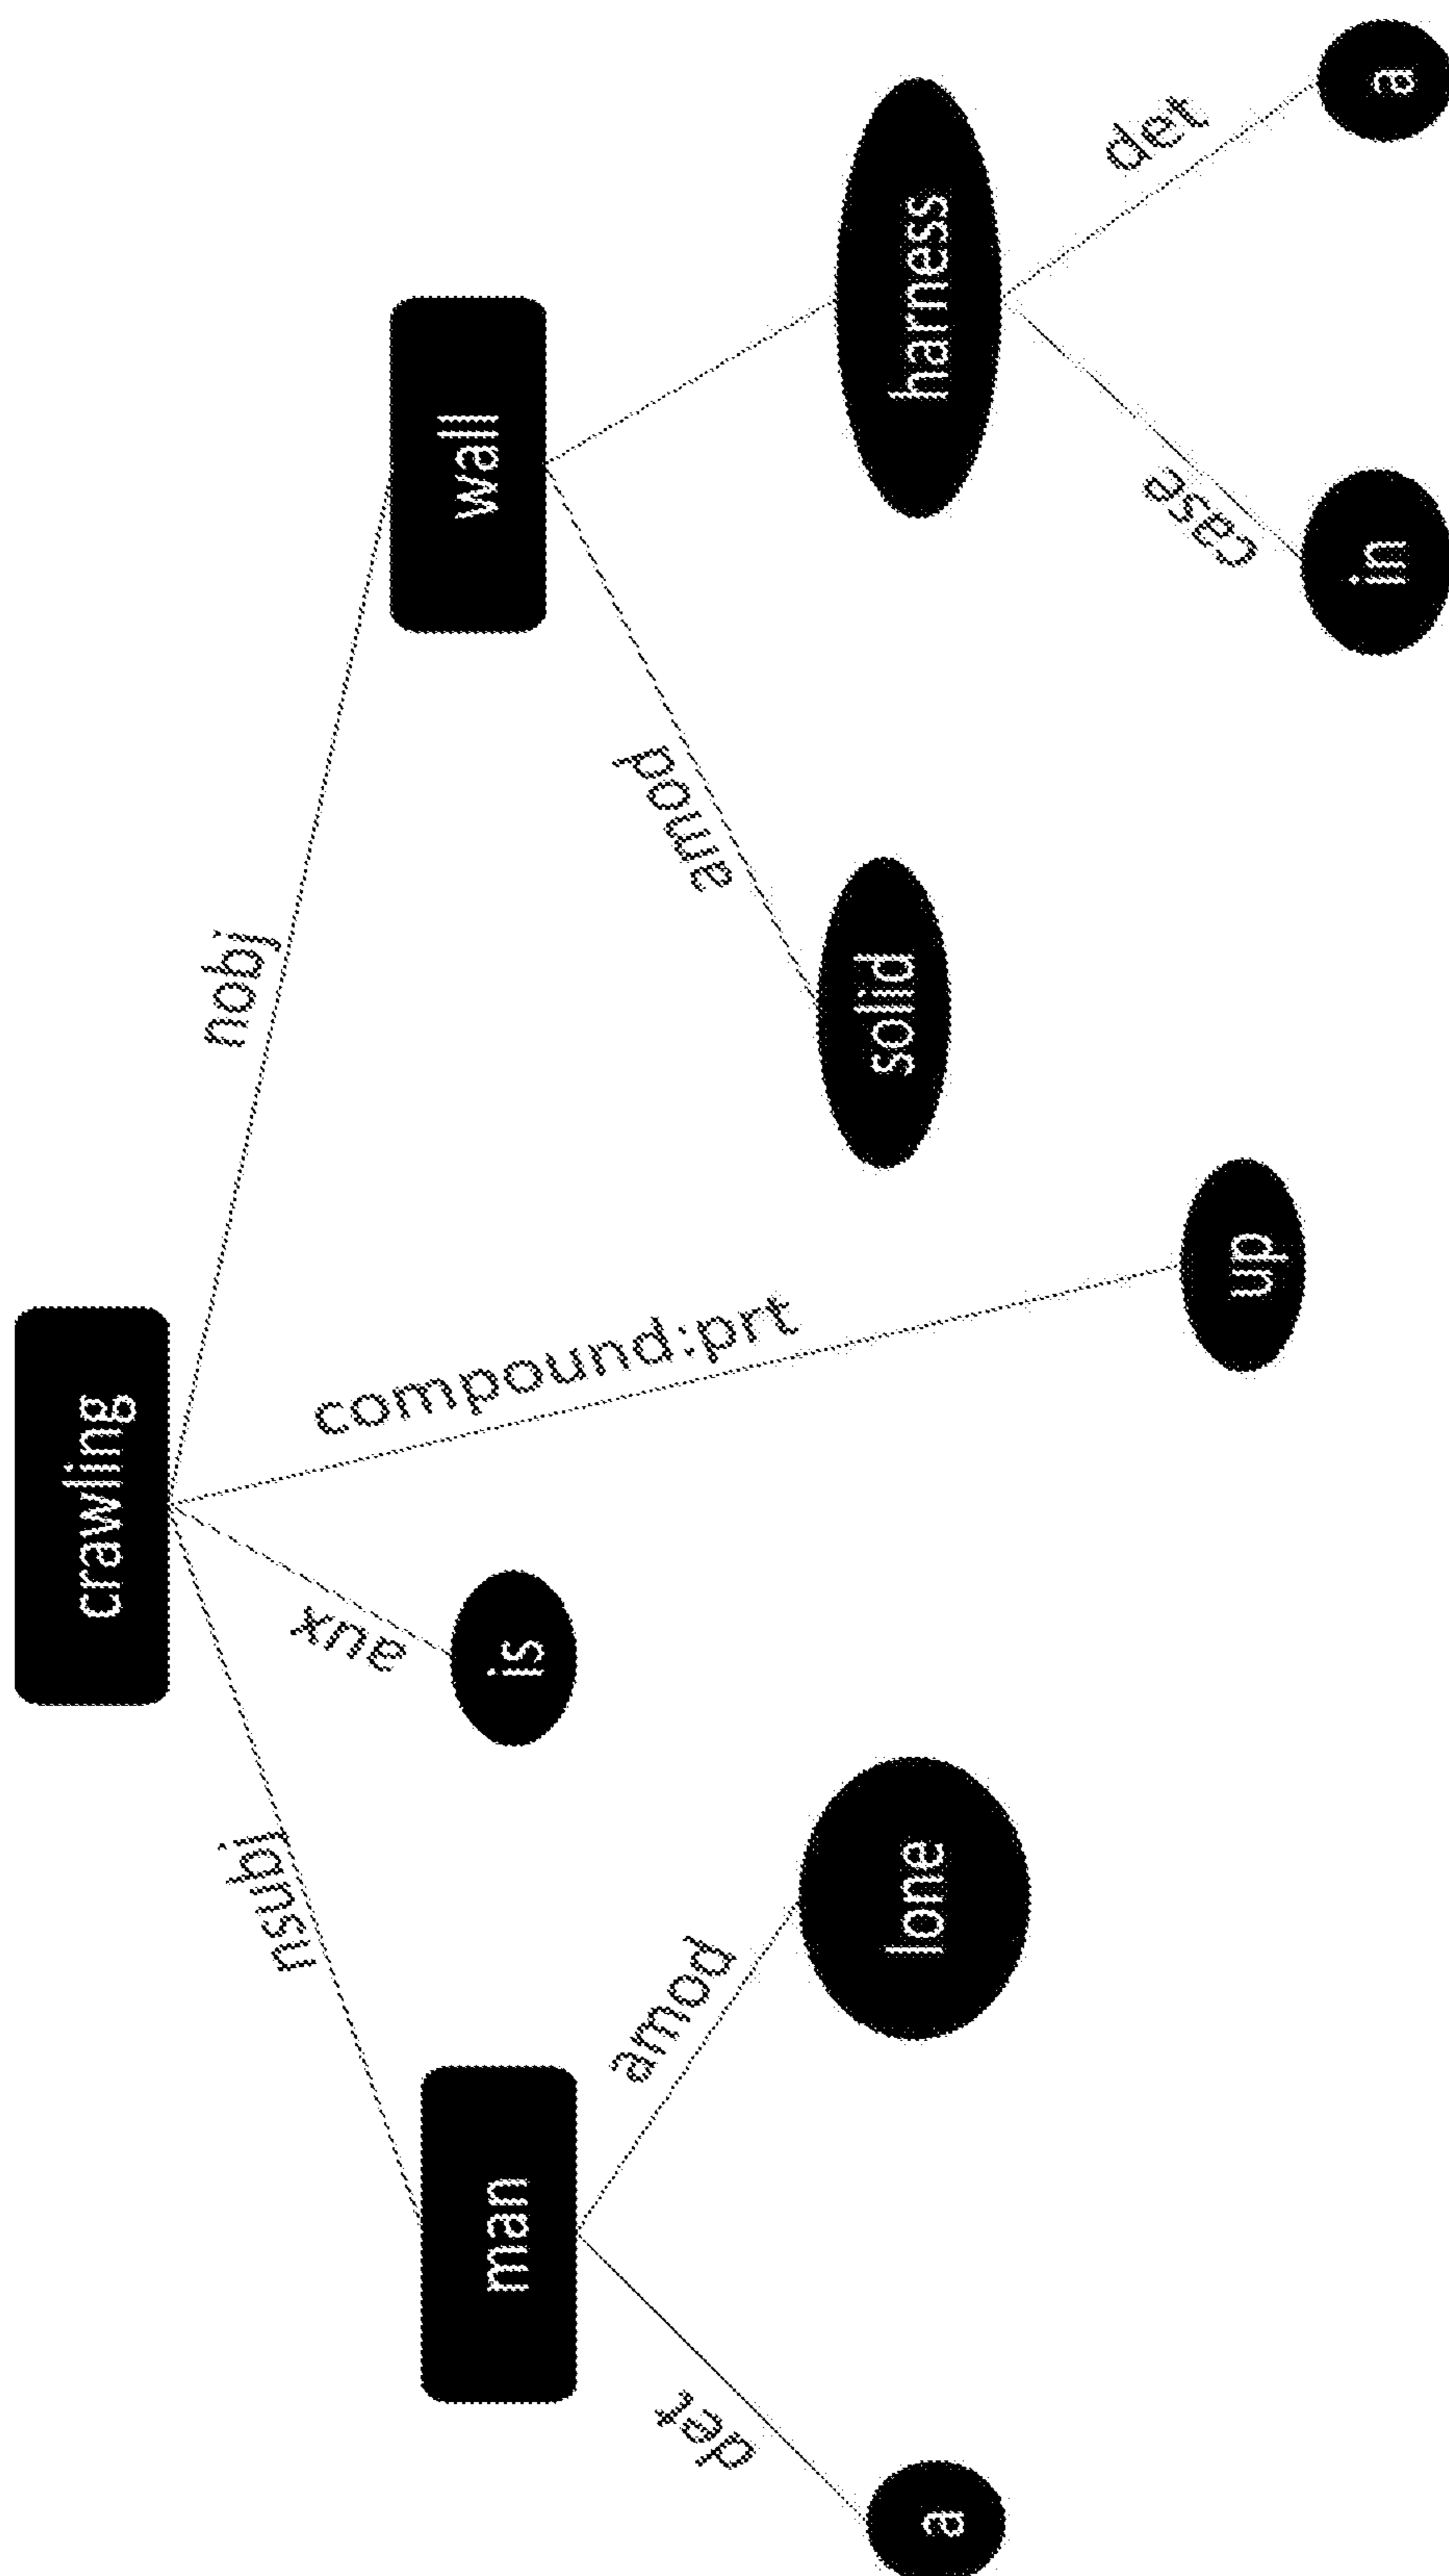 crawling
nsubj
aux
compound:prt
nobj
man
is
wall
det
amod
amod
a
lone
up
solid
harness
case
det
in
a